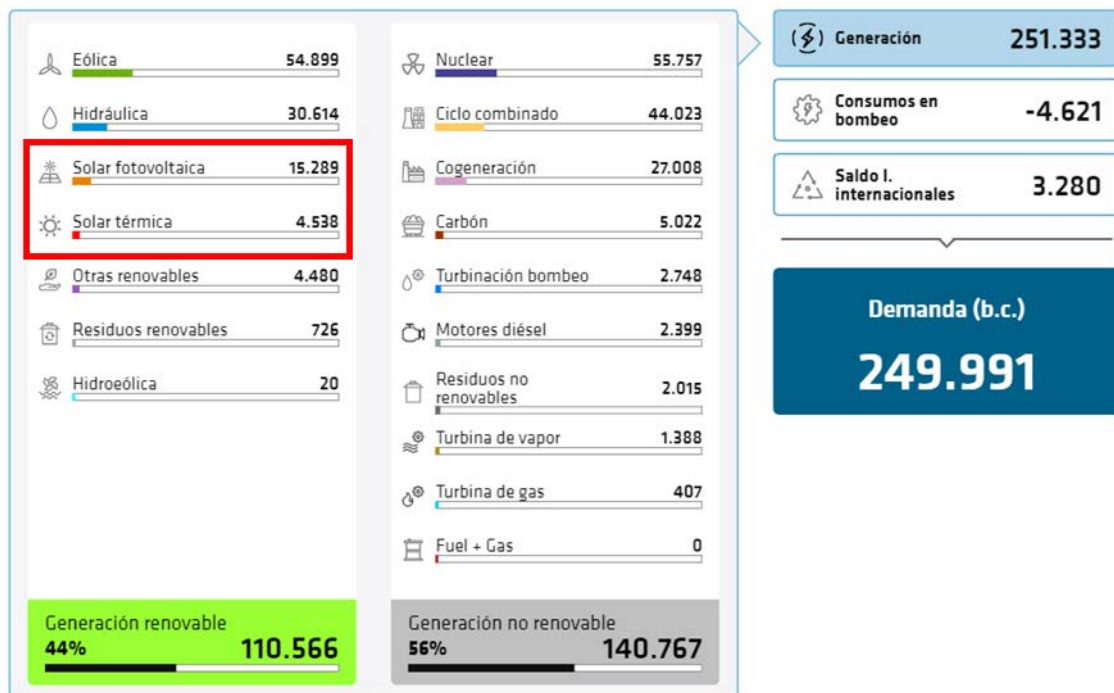 Eólica 54.899
Hidráulica 30.614
Solar fotovoltaica 15.289
Solar térmica 4.538
Otras renovables 4.480
Residuos renovables 726
Hidroeólica 20
Generación renovable
44% 110.566
Nuclear 55.757
Ciclo combinado 44.023
Cogeneración 27.008
Carbón 5.022
Turbinación bombeo 2.748
Motores diésel 2.399
Residuos no
renovables 2.015
Turbina de vapor 1.388
Turbina de gas 407
Fuel + Gas 0
Generación no renovable
56% 140.767
Generación 251.333
Consumos en
bombeo -4.621
Saldo I.
internacionales 3.280
Demanda (b.c.)
249.991